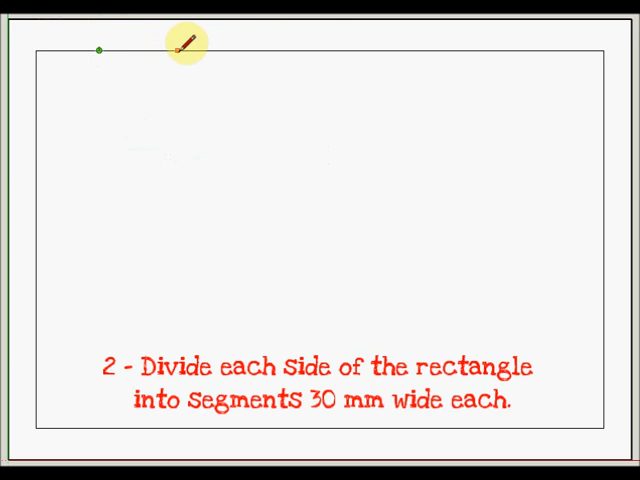 2 - Divide each side of the rectangle
into segments 30 mm wide each.